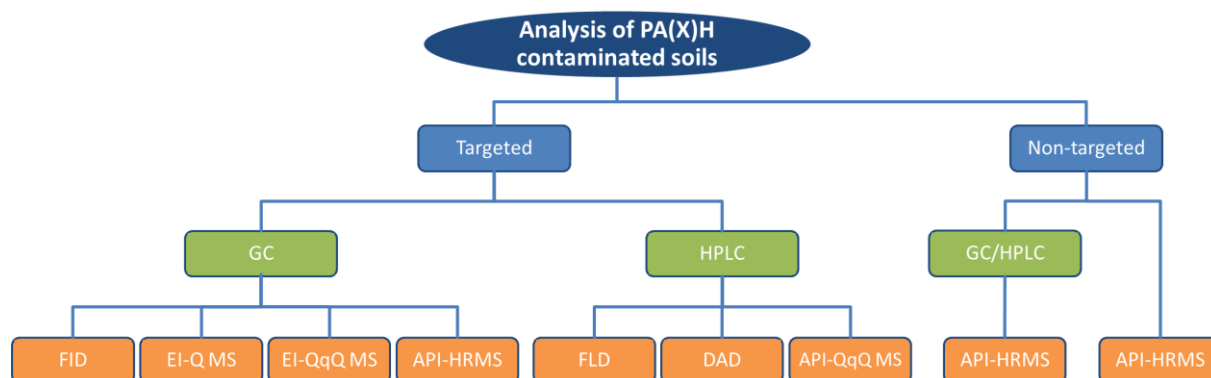 Analysis of PA(X)H
contaminated soils
Targeted
Non-targeted
GC
HPLC
GC/HPLC
FID
EI-Q MS
EI-QqQ MS
API-HRMS
FLD
DAD
API-QqQ MS
API-HRMS
API-HRMS